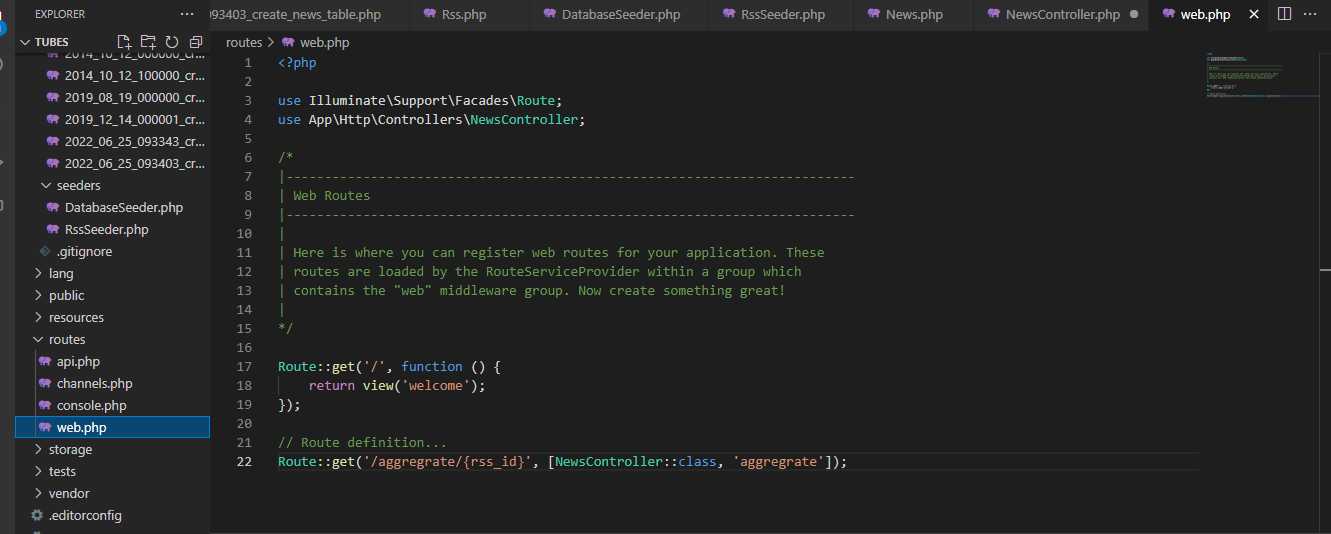 EXPLORER ...
TUBES
2014_10_12_000000_cr...
2014_10_12_100000_cr...
2019_08_19_000000_cr...
2019_12_14_000001_cr...
2022_06_25_093343_cr...
2022_06_25_093403_cr...
seeders
DatabaseSeeder.php
RssSeeder.php
.gitignore
lang
public
resources
routes
api.php
channels.php
console.php
web.php
storage
tests
vendor
.editorconfig
093403_create_news_table.php Rss.php DatabaseSeeder.php RssSeeder.php News.php NewsController.php web.php ...
routes > web.php
1 <?php
2
3 use Illuminate\Support\Facades\Route;
4 use App\Http\Controllers\NewsController;
5
6 /*
7 |--------------------------------------------------------------------------
8 | Web Routes
9 |--------------------------------------------------------------------------
10 |
11 | Here is where you can register web routes for your application. These
12 | routes are loaded by the RouteServiceProvider within a group which
13 | contains the "web" middleware group. Now create something great!
14 |
15 */
16
17 Route::get('/', function () {
18 return view('welcome');
19 });
20
21 // Route definition...
22 Route::get('/aggregrate/{rss_id}', [NewsController::class, 'aggregrate']);